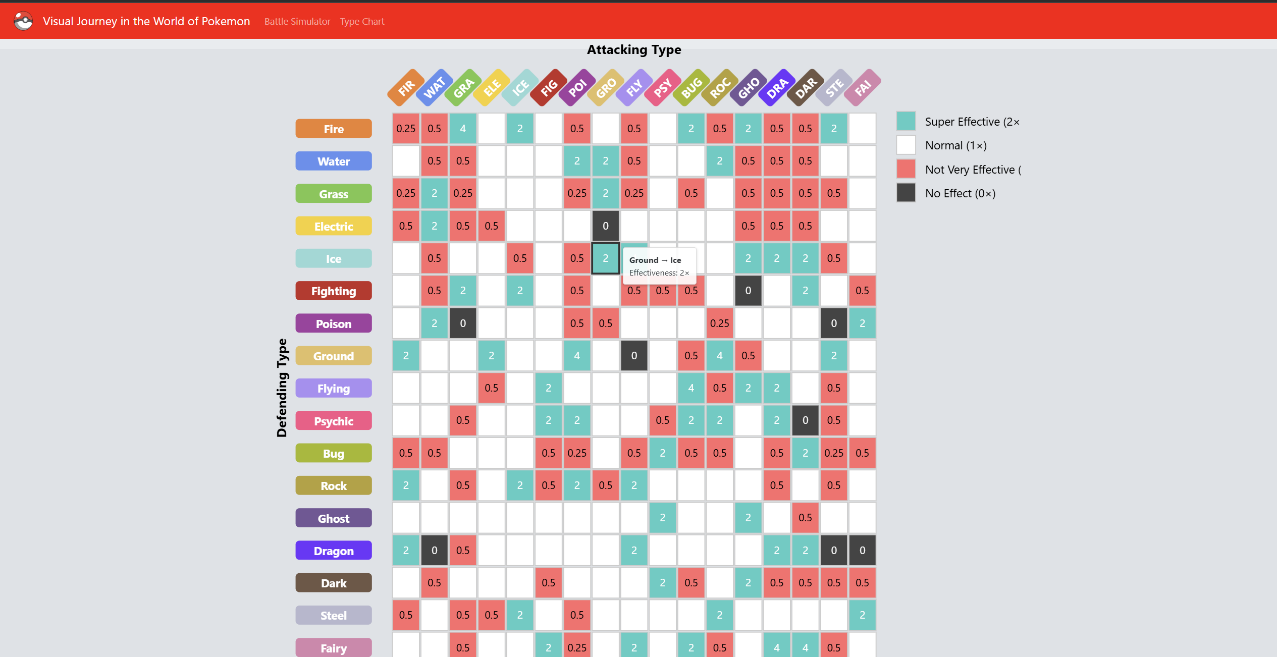 Visual Journey in the World of Pokemon Battle Simulator Type Chart
Attacking Type
FIR WAT GRA ELE ICE FIG POI GRO FLY PSY BUG ROC GHO DRA DAR STE FAI
Fire 0.25 0.5 4 2 0.5 0.5 2 0.5 2 0.5 0.5 2
Water 0.5 0.5 2 2 0.5 2 0.5 0.5 0.5
Grass 0.25 2 0.25 0.25 2 0.25 0.5 0.5 0.5 0.5 0.5
Electric 0.5 2 0.5 0.5 0 0.5 0.5 0.5
Ice 0.5 0.5 0.5 2 2 2 2 0.5
Fighting 0.5 2 2 0.5 0.5 0.5 0.5 0 2 0.5
Poison 2 0 0.5 0.5 0.25 0 2
Ground 2 2 4 0 0.5 4 0.5 2
Flying 0.5 2 4 0.5 2 2 0.5
Psychic 0.5 2 2 0.5 2 2 2 0 0.5
Bug 0.5 0.5 0.5 0.25 0.5 2 0.5 0.5 0.5 2 0.25 0.5
Rock 2 0.5 2 0.5 2 0.5 2 0.5 0.5
Ghost 2 2 0.5
Dragon 2 0 0.5 2 2 2 0 0
Dark 0.5 0.5 2 0.5 2 0.5 0.5 0.5 0.5
Steel 0.5 0.5 0.5 2 0.5 2 2
Fairy 0.5 2 0.25 2 2 0.5 4 4 0.5
Defending Type
Ground → Ice
Effectiveness: 2×
Super Effective (2×
Normal (1×)
Not Very Effective (
No Effect (0×)